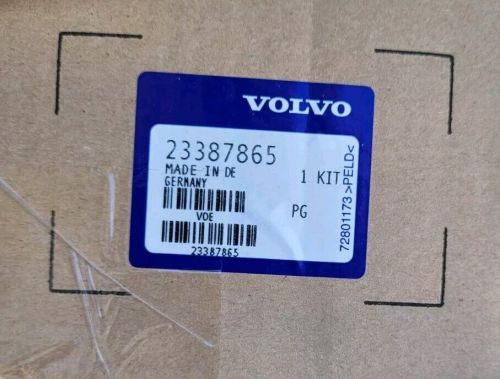 VOLVO
23387865
MADE IN DE
GERMANY
1 KIT
VOE
PG
23387865
72801173 >PELD<